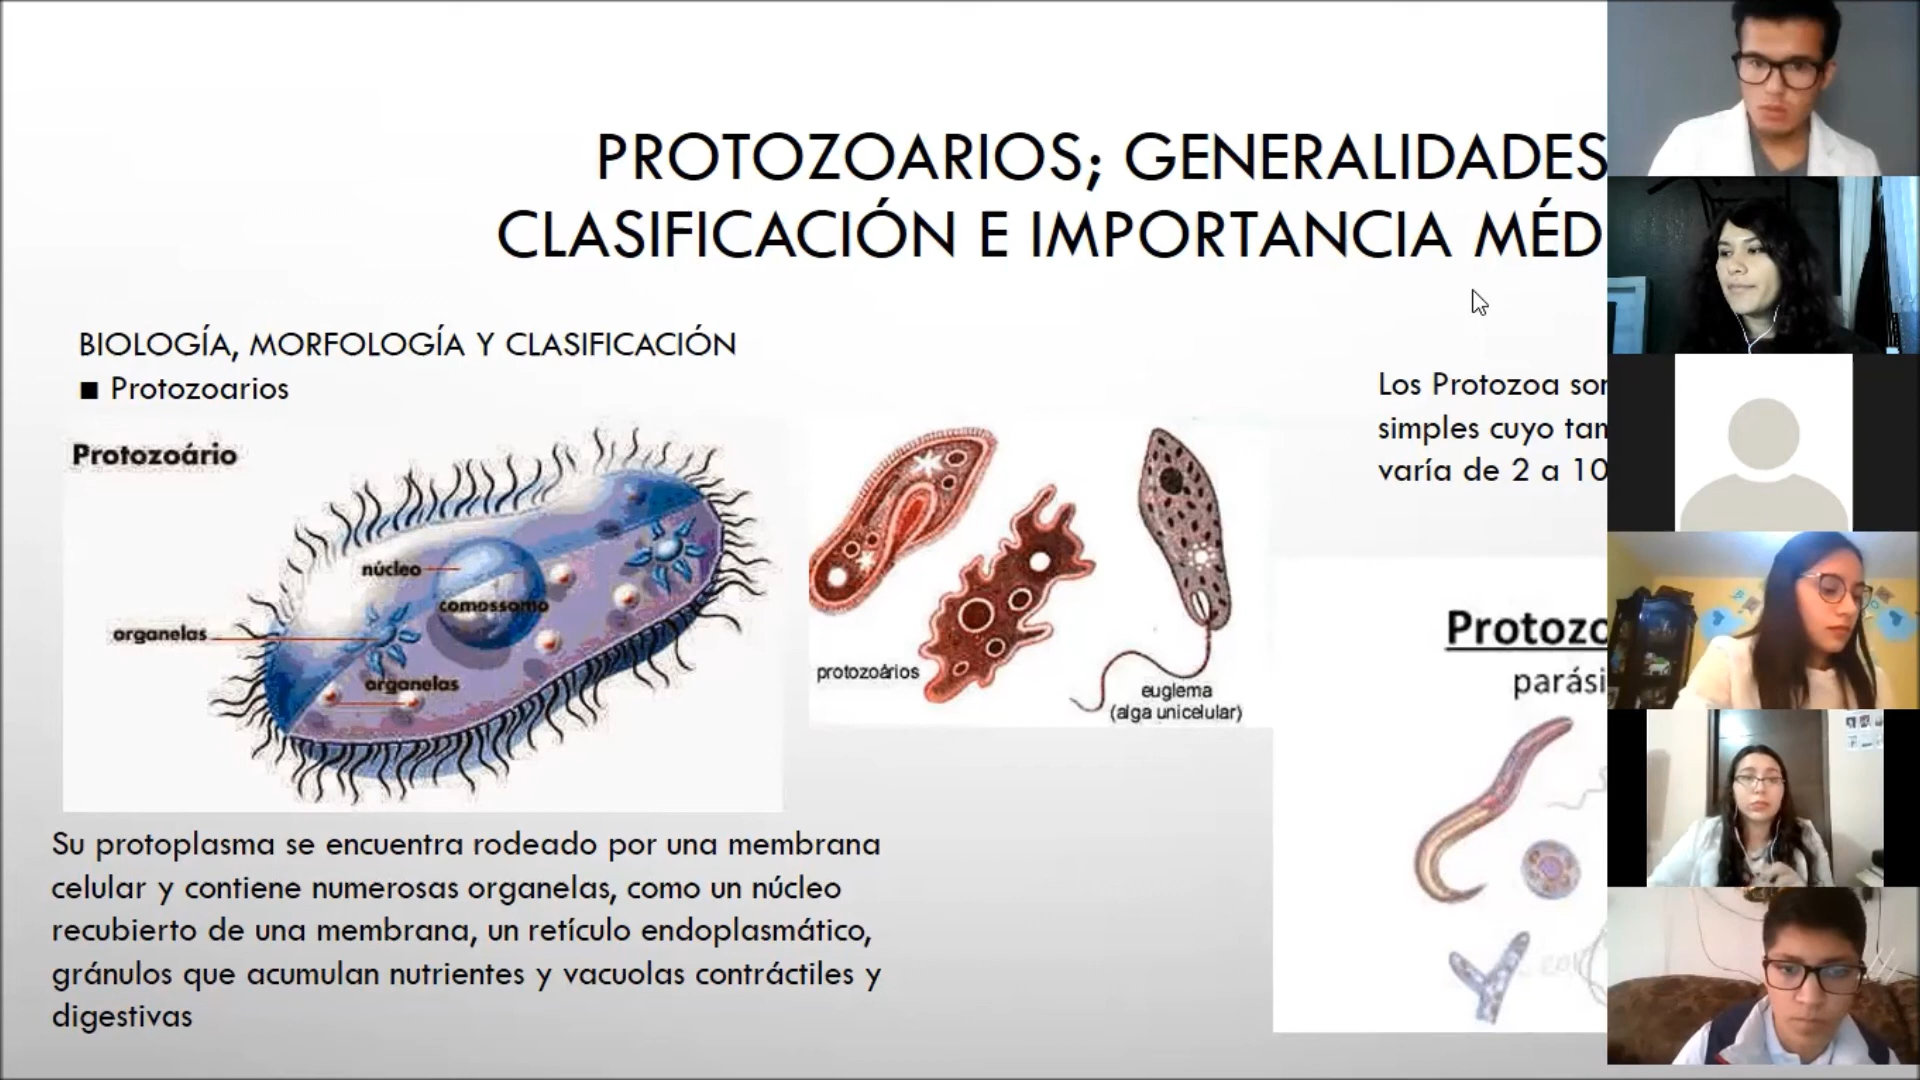 PROTOZOARIOS; GENERALIDADES
CLASIFICACIÓN E IMPORTANCIA MÉD
BIOLOGÍA, MORFOLOGÍA Y CLASIFICACIÓN
■ Protozoarios
Protozoário
núcleo
comossomo
organelas
organelas
protozoários
euglema
(alga unicelular)
Los Protozoa son
simples cuyo tam
varía de 2 a 10
Protozo
parási
Su protoplasma se encuentra rodeado por una membrana
celular y contiene numerosas organelas, como un núcleo
recubierto de una membrana, un retículo endoplasmático,
gránulos que acumulan nutrientes y vacuolas contráctiles y
digestivas